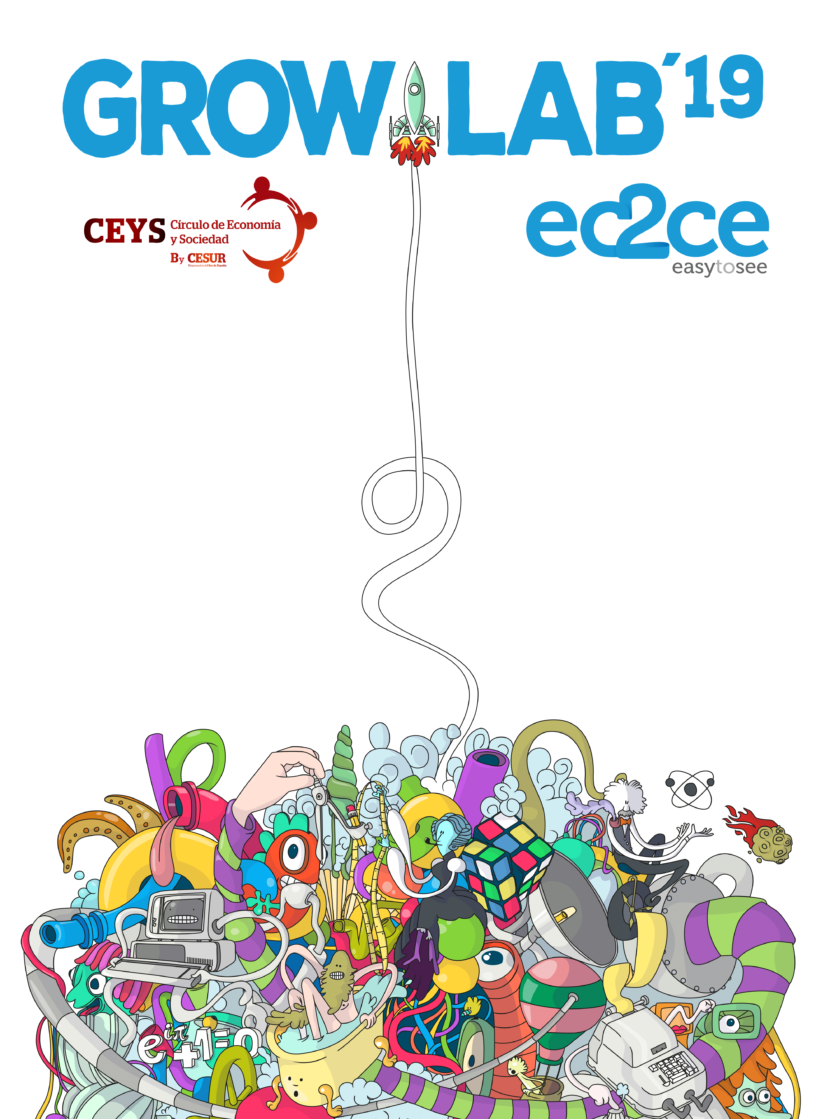 GROW LAB´19
CEYS Círculo de Economía
y Sociedad
By CESUR
ec2ce
easytosee
e^iπ+1=0